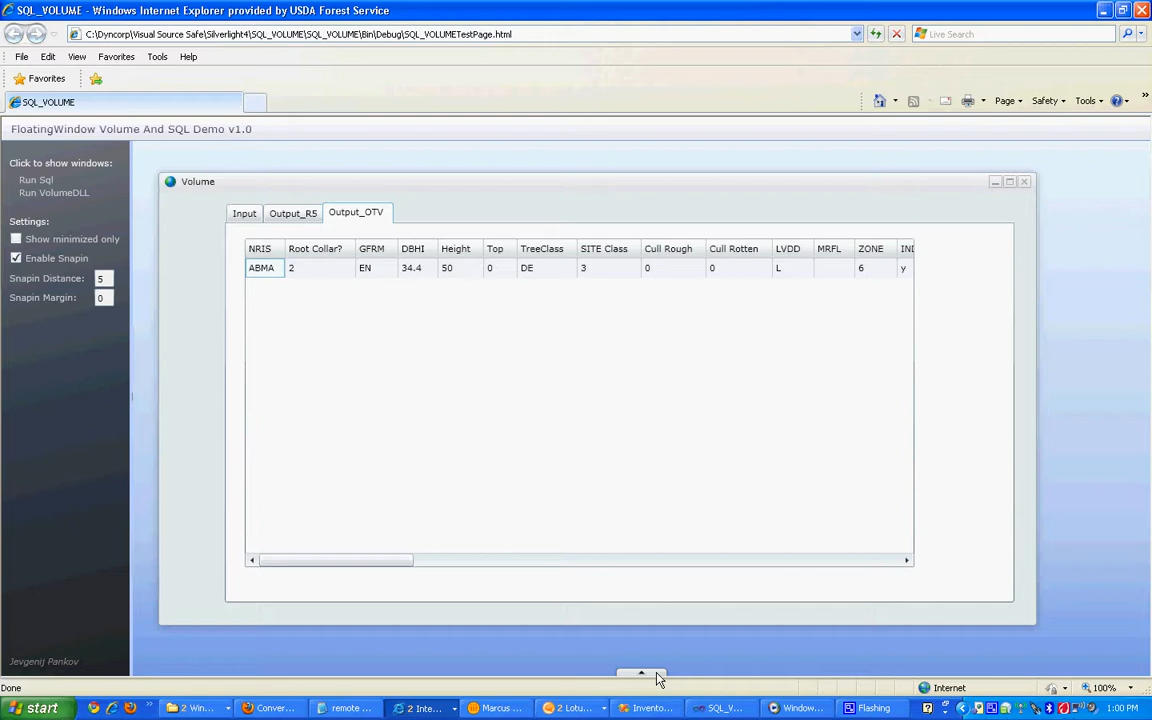 SQL_VOLUME - Windows Internet Explorer provided by USDA Forest Service
C:\Dyncorp\Visual Source Safe\Silverlight4\SQL_VOLUME\SQL_VOLUME\Bin\Debug\SQL_VOLUMETestPage.html
Live Search
File Edit View Favorites Tools Help
Favorites
SQL_VOLUME
Page Safety Tools
FloatingWindow Volume And SQL Demo v1.0
Click to show windows:
Run Sql
Run VolumeDLL
Settings:
Show minimized only
Enable Snapin
Snapin Distance: 5
Snapin Margin: 0
Volume
Input Output_R5 Output_OTV
NRIS Root Collar? GFRM DBHI Height Top TreeClass SITE Class Cull Rough Cull Rotten LVDD MRFL ZONE
ABMA 2 EN 34.4 50 0 DE 3 0 0 L 6 y
Jevgenij Pankov
Done
Internet
100%
start
2 Win...
Conver...
remote ...
2 Inte...
Marcus ...
2 Lotu...
Invento...
SQL_V...
Window...
Flashing
1:00 PM